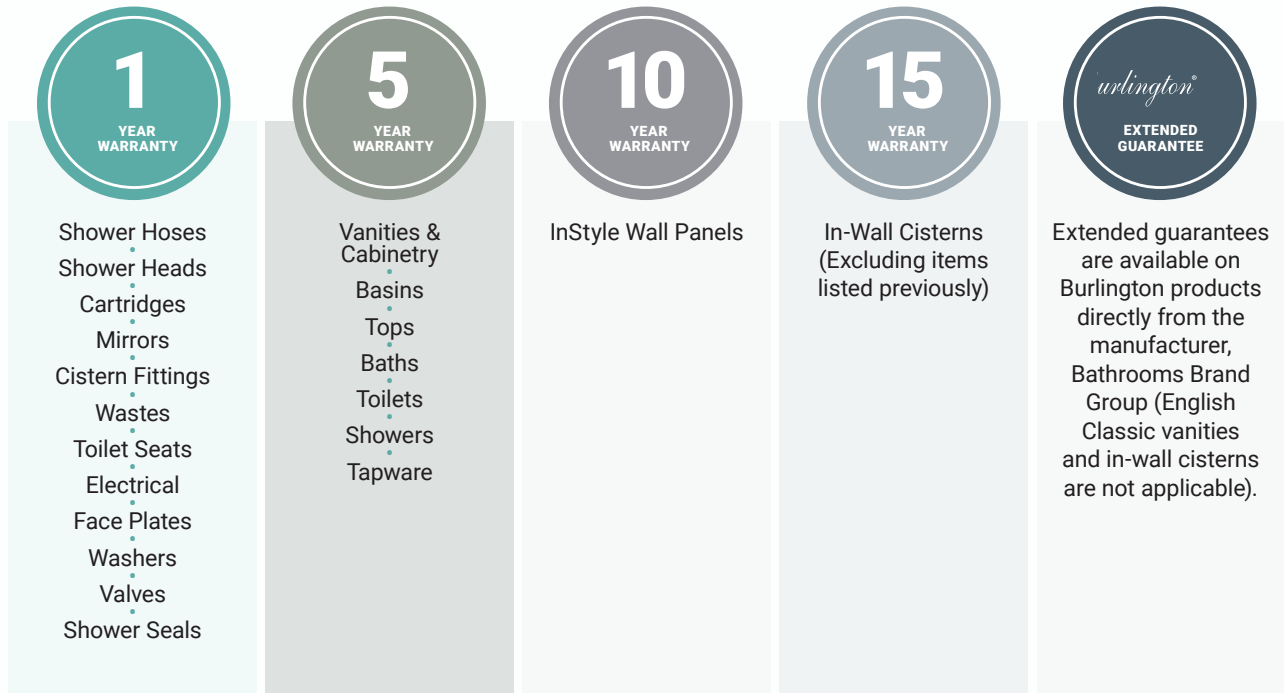 1
YEAR
WARRANTY
Shower Hoses
Shower Heads
Cartridges
Mirrors
Cistern Fittings
Wastes
Toilet Seats
Electrical
Face Plates
Washers
Valves
Shower Seals
5
YEAR
WARRANTY
Vanities &
Cabinetry
Basins
Tops
Baths
Toilets
Showers
Tapware
10
YEAR
WARRANTY
InStyle Wall Panels
15
YEAR
WARRANTY
In-Wall Cisterns
(Excluding items
listed previously)
urlington®
EXTENDED
GUARANTEE
Extended guarantees
are available on
Burlington products
directly from the
manufacturer,
Bathrooms Brand
Group (English
Classic vanities
and in-wall cisterns
are not applicable).